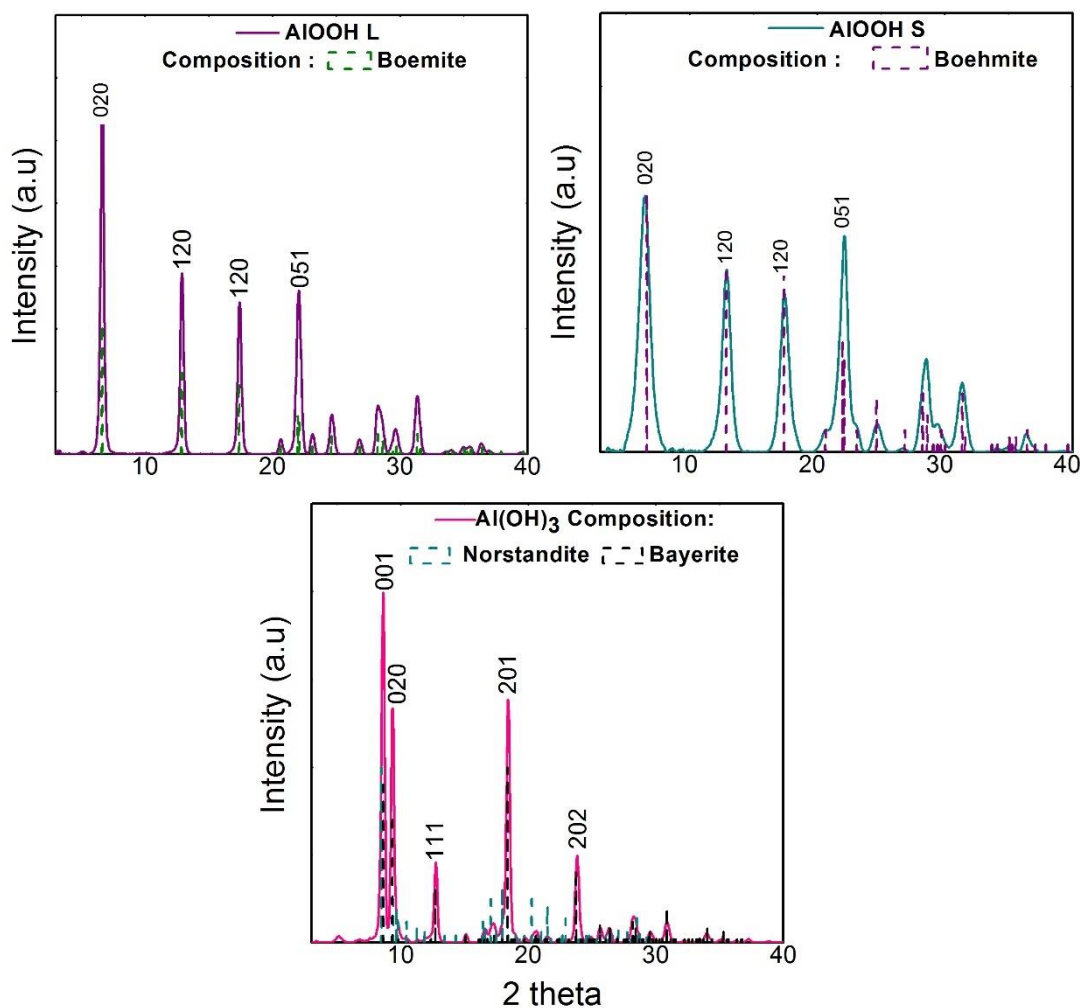 AlOOH L
Composition : Boemite
020
120
120
051
Intensity (a.u)
10 20 30 40
AlOOH S
Composition : Boehmite
020
120
120
051
Intensity (a.u)
10 20 30 40
Al(OH)3 Composition:
Norstandite Bayerite
001
020
111
201
202
Intensity (a.u)
10 20 30 40
2 theta